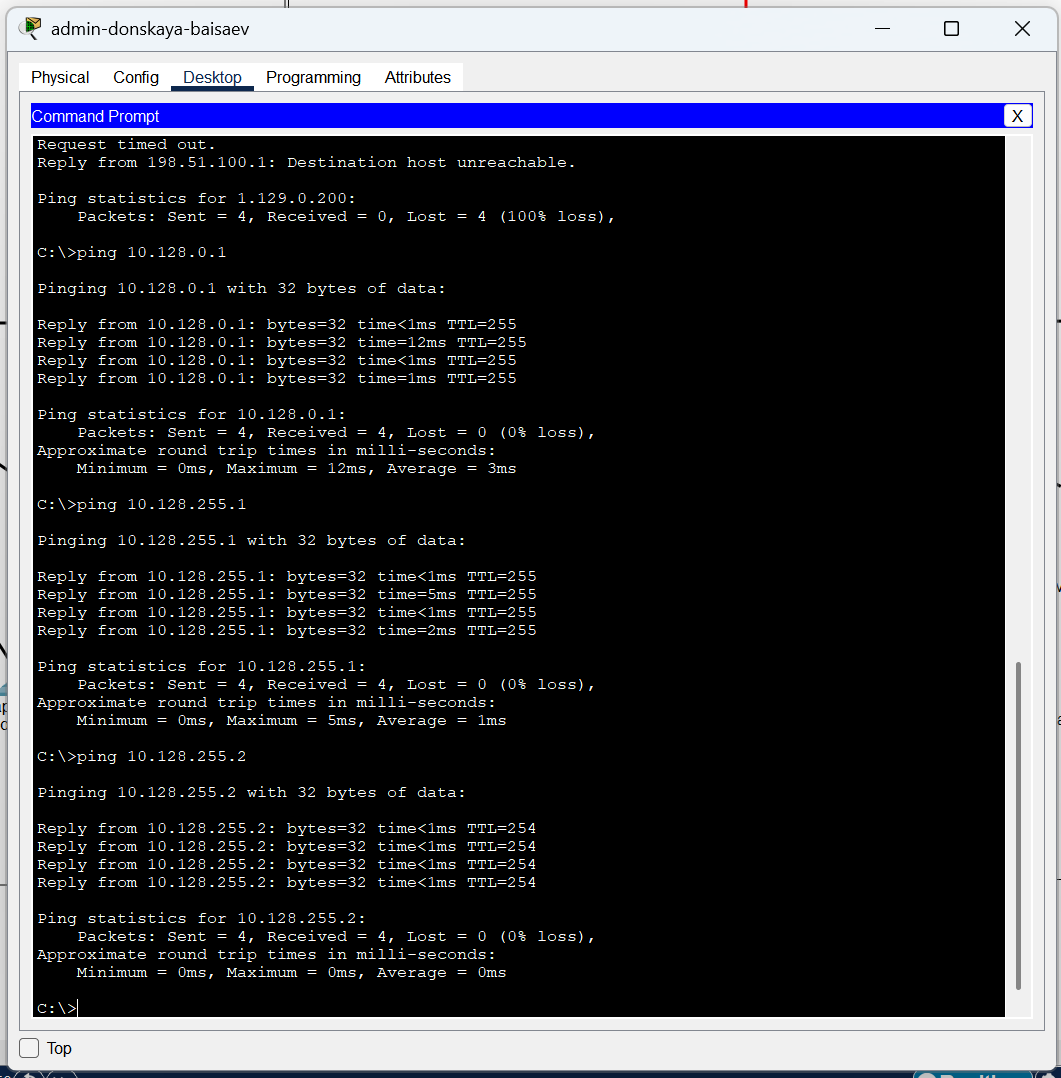 admin-donskaya-baisaev
Physical Config Desktop Programming Attributes
Command Prompt X
Request timed out.
Reply from 198.51.100.1: Destination host unreachable.
Ping statistics for 1.129.0.200:
Packets: Sent = 4, Received = 0, Lost = 4 (100% loss),
C:\>ping 10.128.0.1
Pinging 10.128.0.1 with 32 bytes of data:
Reply from 10.128.0.1: bytes=32 time<1ms TTL=255
Reply from 10.128.0.1: bytes=32 time=12ms TTL=255
Reply from 10.128.0.1: bytes=32 time<1ms TTL=255
Reply from 10.128.0.1: bytes=32 time=1ms TTL=255
Ping statistics for 10.128.0.1:
Packets: Sent = 4, Received = 4, Lost = 0 (0% loss),
Approximate round trip times in milli-seconds:
Minimum = 0ms, Maximum = 12ms, Average = 3ms
C:\>ping 10.128.255.1
Pinging 10.128.255.1 with 32 bytes of data:
Reply from 10.128.255.1: bytes=32 time<1ms TTL=255
Reply from 10.128.255.1: bytes=32 time=5ms TTL=255
Reply from 10.128.255.1: bytes=32 time<1ms TTL=255
Reply from 10.128.255.1: bytes=32 time=2ms TTL=255
Ping statistics for 10.128.255.1:
Packets: Sent = 4, Received = 4, Lost = 0 (0% loss),
Approximate round trip times in milli-seconds:
Minimum = 0ms, Maximum = 5ms, Average = 1ms
C:\>ping 10.128.255.2
Pinging 10.128.255.2 with 32 bytes of data:
Reply from 10.128.255.2: bytes=32 time<1ms TTL=254
Reply from 10.128.255.2: bytes=32 time<1ms TTL=254
Reply from 10.128.255.2: bytes=32 time<1ms TTL=254
Reply from 10.128.255.2: bytes=32 time<1ms TTL=254
Ping statistics for 10.128.255.2:
Packets: Sent = 4, Received = 4, Lost = 0 (0% loss),
Approximate round trip times in milli-seconds:
Minimum = 0ms, Maximum = 0ms, Average = 0ms
C:\>
Top